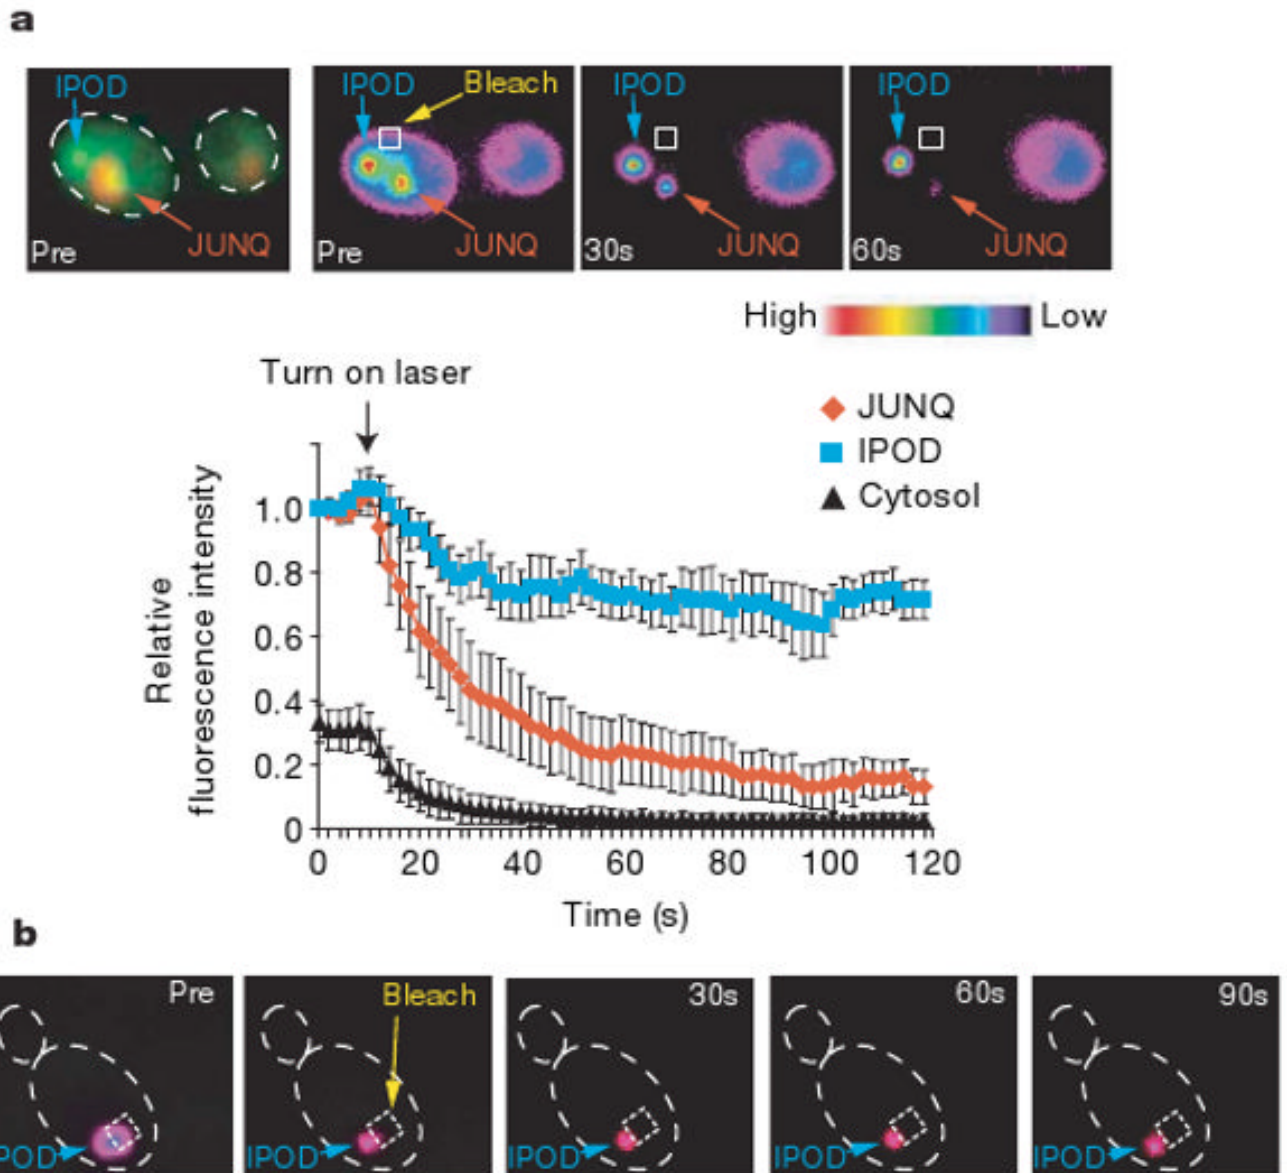 a
IPOD
JUNQ
Pre
IPOD
Bleach
JUNQ
Pre
IPOD
JUNQ
30s
IPOD
JUNQ
60s
High
Low
Turn on laser
JUNQ
IPOD
Cytosol
Relative
fluorescence intensity
1.0
0.8
0.6
0.4
0.2
0
0 20 40 60 80 100 120
Time (s)
b
Pre
POD
Bleach
IPOD
30s
IPOD
60s
IPOD
90s
IPOD